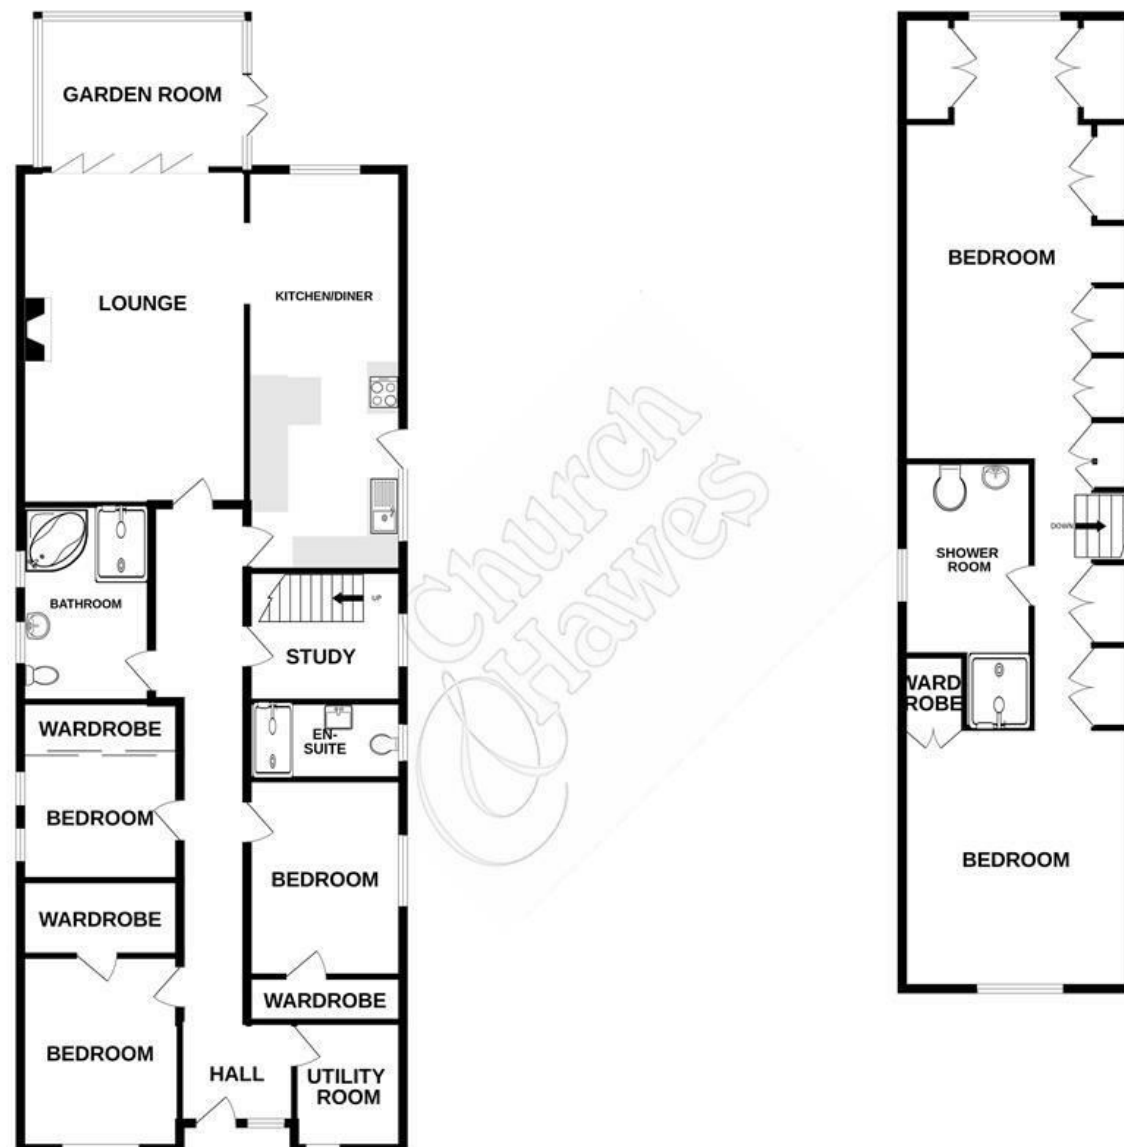 GARDEN ROOM
LOUNGE
KITCHEN/DINER
BATHROOM
UP
STUDY
WARDROBE
EN-
SUITE
BEDROOM
BEDROOM
WARDROBE
WARDROBE
BEDROOM
HALL
UTILITY
ROOM
Church
& Hawes
BEDROOM
DOWN
SHOWER
ROOM
WARD
ROBE
BEDROOM